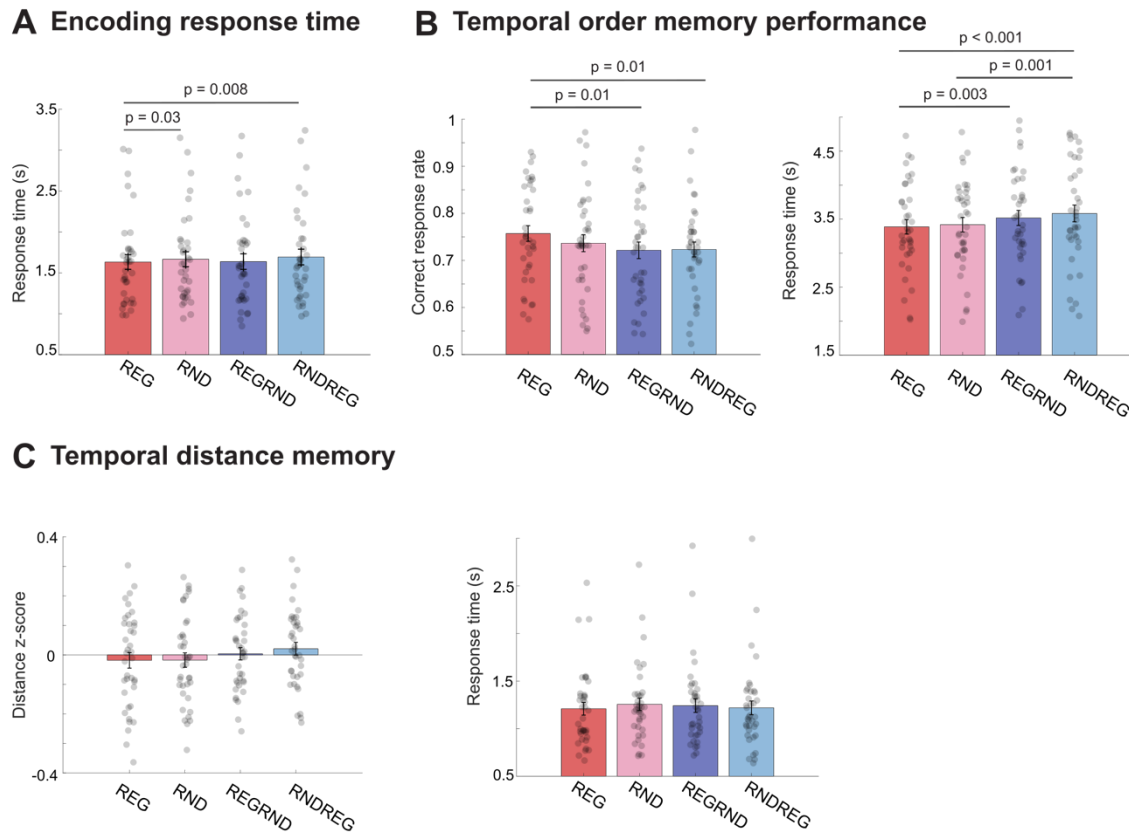 A Encoding response time
B Temporal order memory performance
p = 0.008
p = 0.03
3.5
2.5
1.5
0.5
Response time (s)
REG
RND
REGRND
RNDREG
p = 0.01
p = 0.01
1
0.9
0.8
0.7
0.6
0.5
Correct response rate
REG
RND
REGRND
RNDREG
p < 0.001
p = 0.001
p = 0.003
4.5
3.5
2.5
1.5
Response time (s)
REG
RND
REGRND
RNDREG
C Temporal distance memory
0.4
0
-0.4
Distance z-score
REG
RND
REGRND
RNDREG
2.5
1.5
0.5
Response time (s)
REG
RND
REGRND
RNDREG